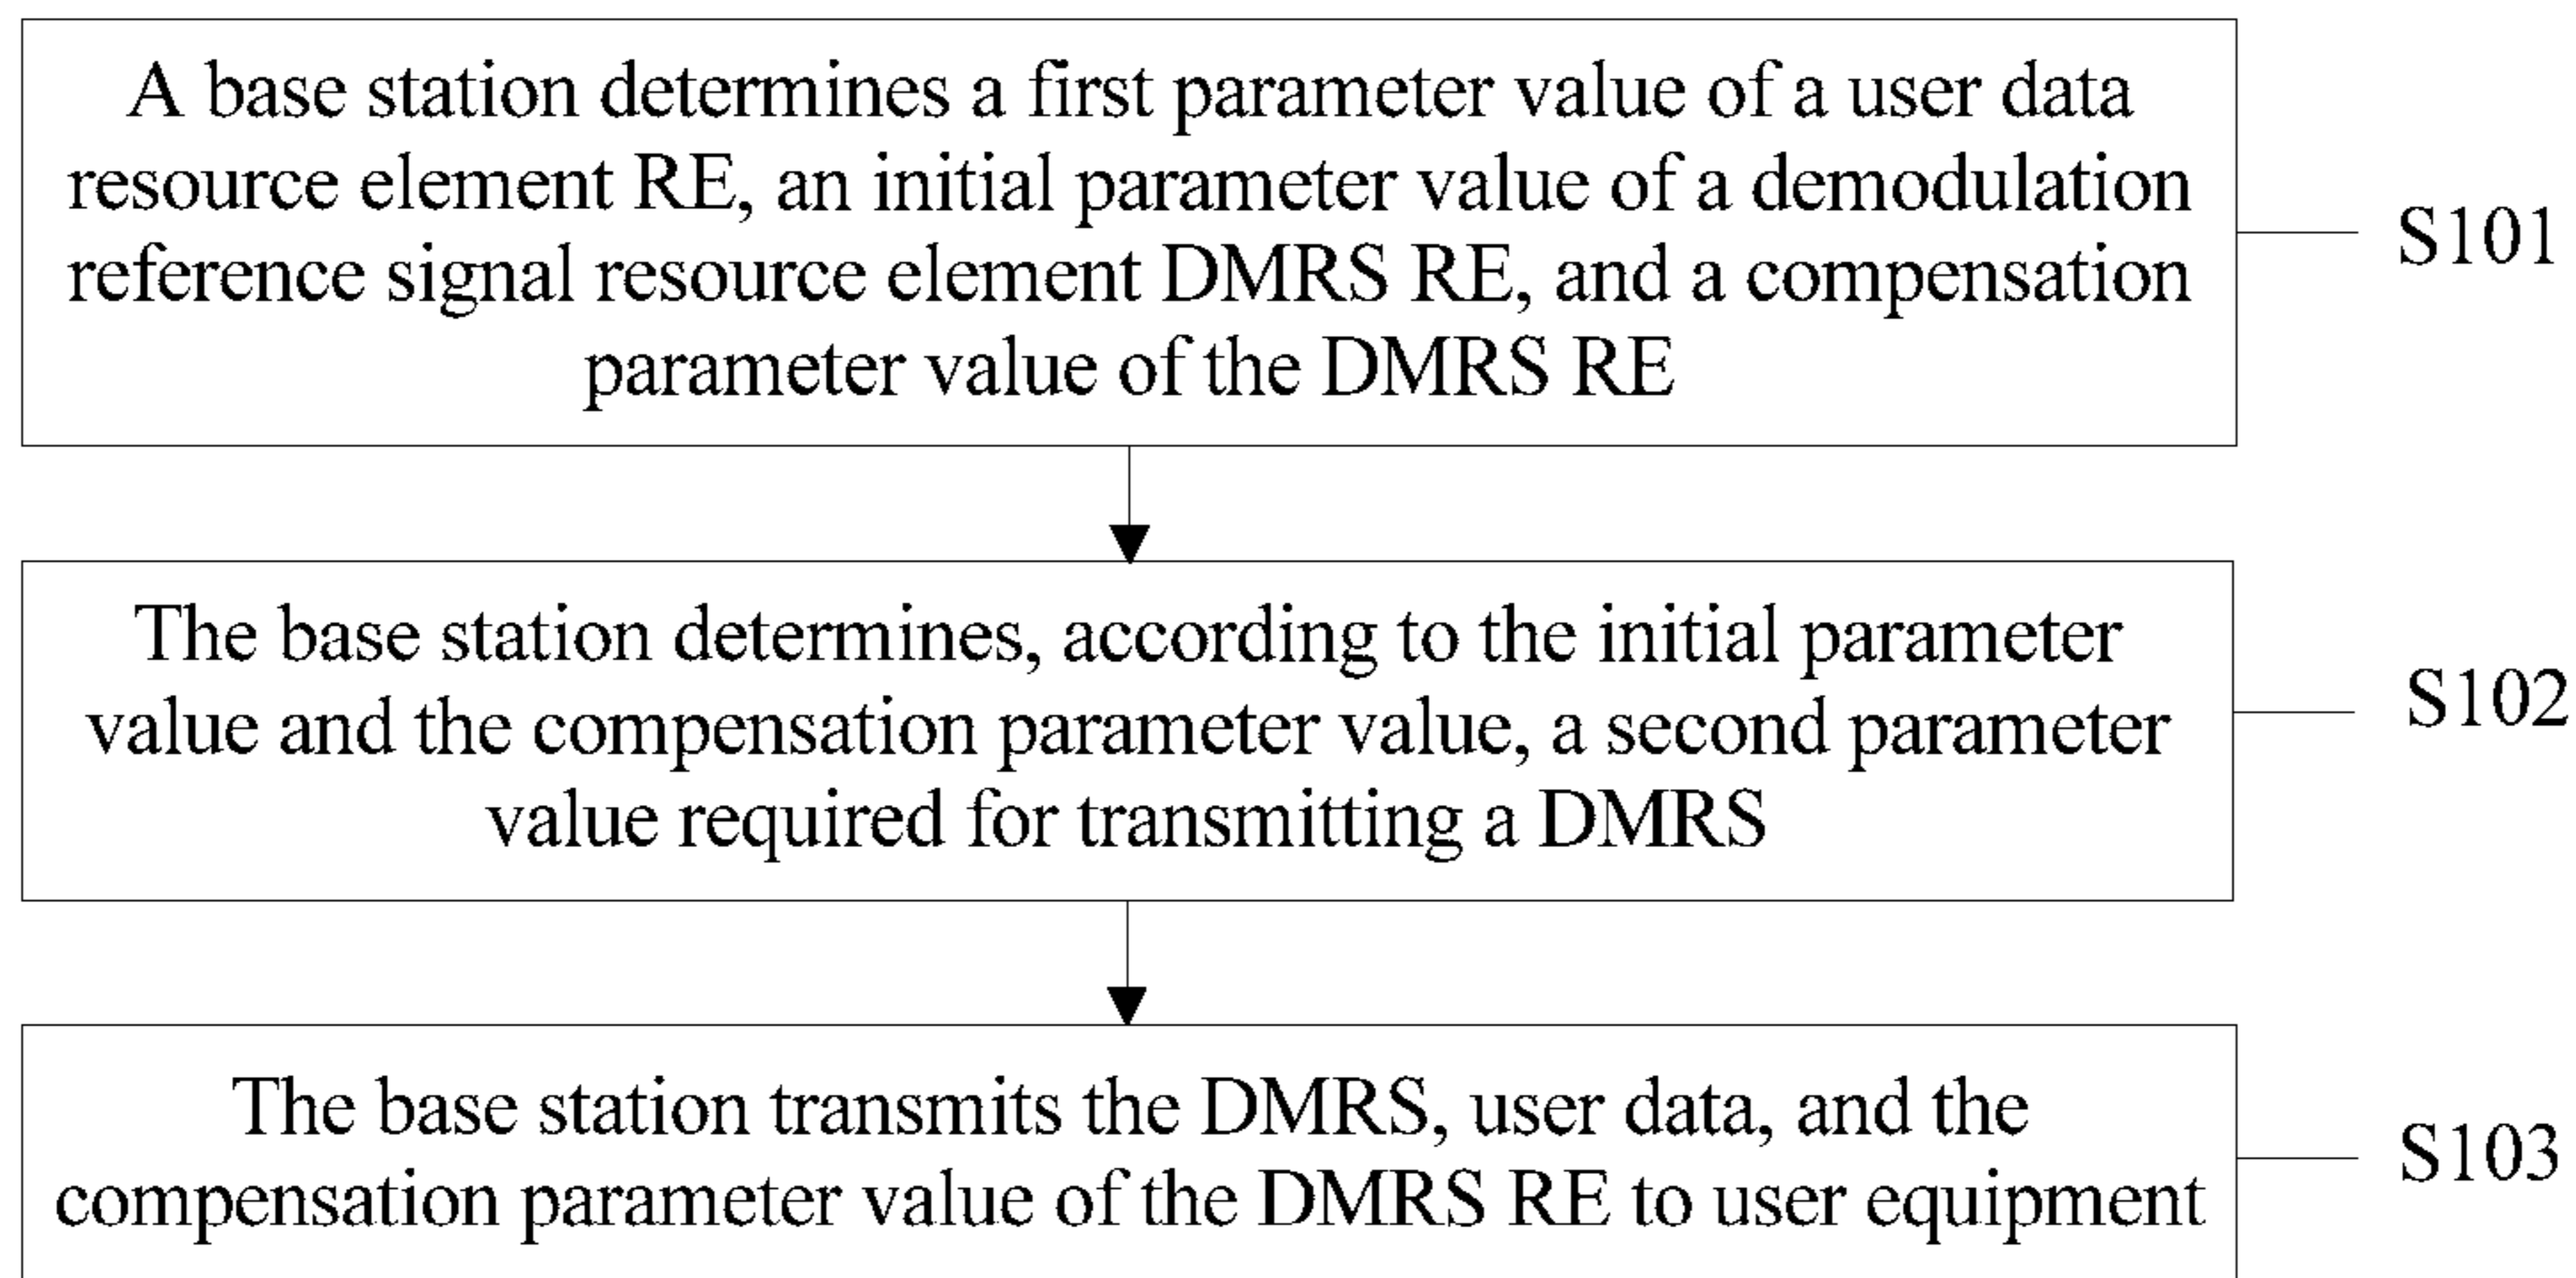 A base station determines a first parameter value of a user data
resource element RE, an initial parameter value of a demodulation
reference signal resource element DMRS RE, and a compensation
parameter value of the DMRS RE
S101
The base station determines, according to the initial parameter
value and the compensation parameter value, a second parameter
value required for transmitting a DMRS
S102
The base station transmits the DMRS, user data, and the
compensation parameter value of the DMRS RE to user equipment
S103